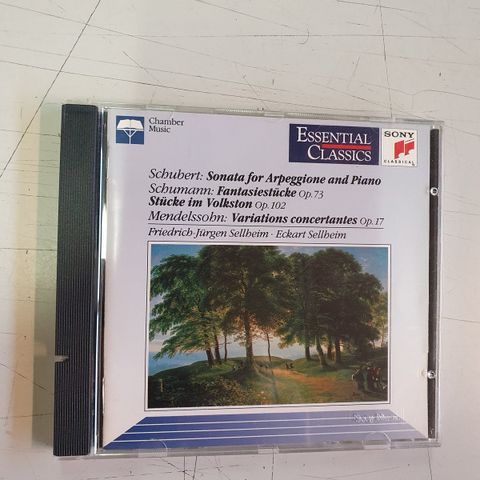 Chamber
Music
ESSENTIAL
CLASSICS
SONY
CLASSICAL
Schubert: Sonata for Arpeggione and Piano
Schumann: Fantasiestücke Op.73
Stücke im Volkston Op.102
Mendelssohn: Variations concertantes Op.17
Friedrich-Jürgen Sellheim · Eckart Sellheim